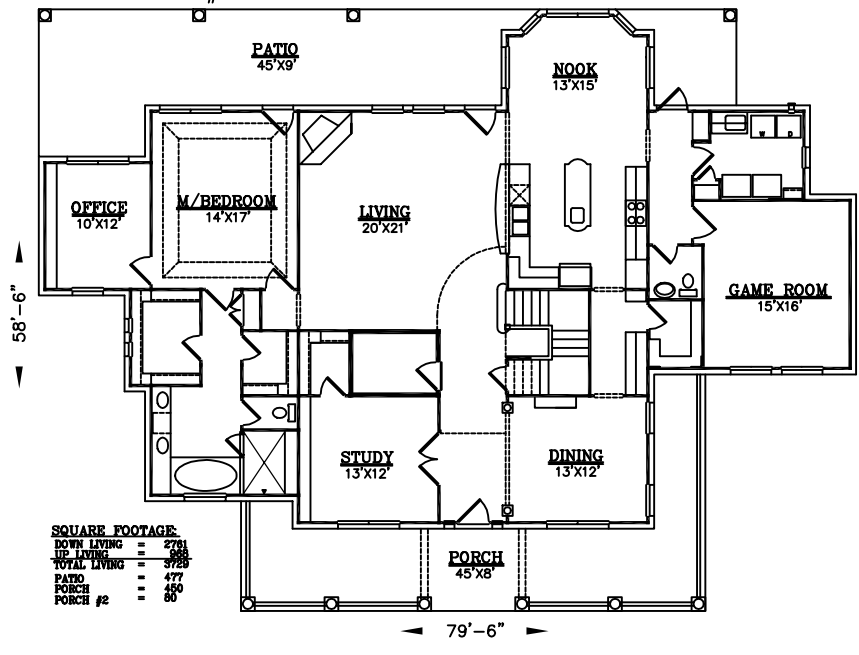 PATIO
45'X9'
NOOK
13'X15'
W
D
OFFICE
10'X12'
M/BEDROOM
14'X17'
LIVING
20'X21'
GAME ROOM
15'X16'
58'-6"
STUDY
13'X12'
DINING
13'X12'
SQUARE FOOTAGE:
DOWN LIVING = 2761
UP LIVING = 968
TOTAL LIVING = 3729
PATIO = 477
PORCH = 450
PORCH #2 = 80
PORCH
45'X8'
79'-6"